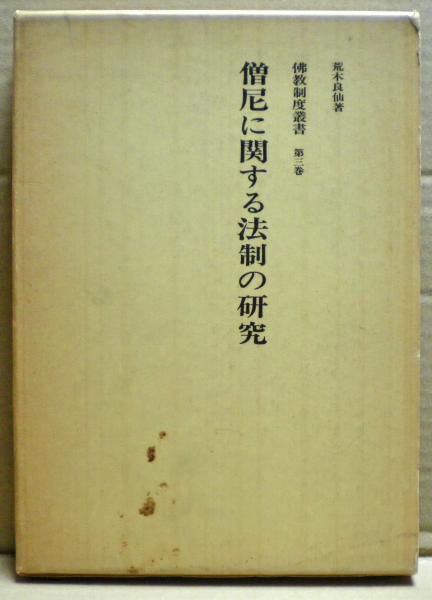 荒木良仙著
佛教制度叢書 第三巻
僧尼に関する法制の研究